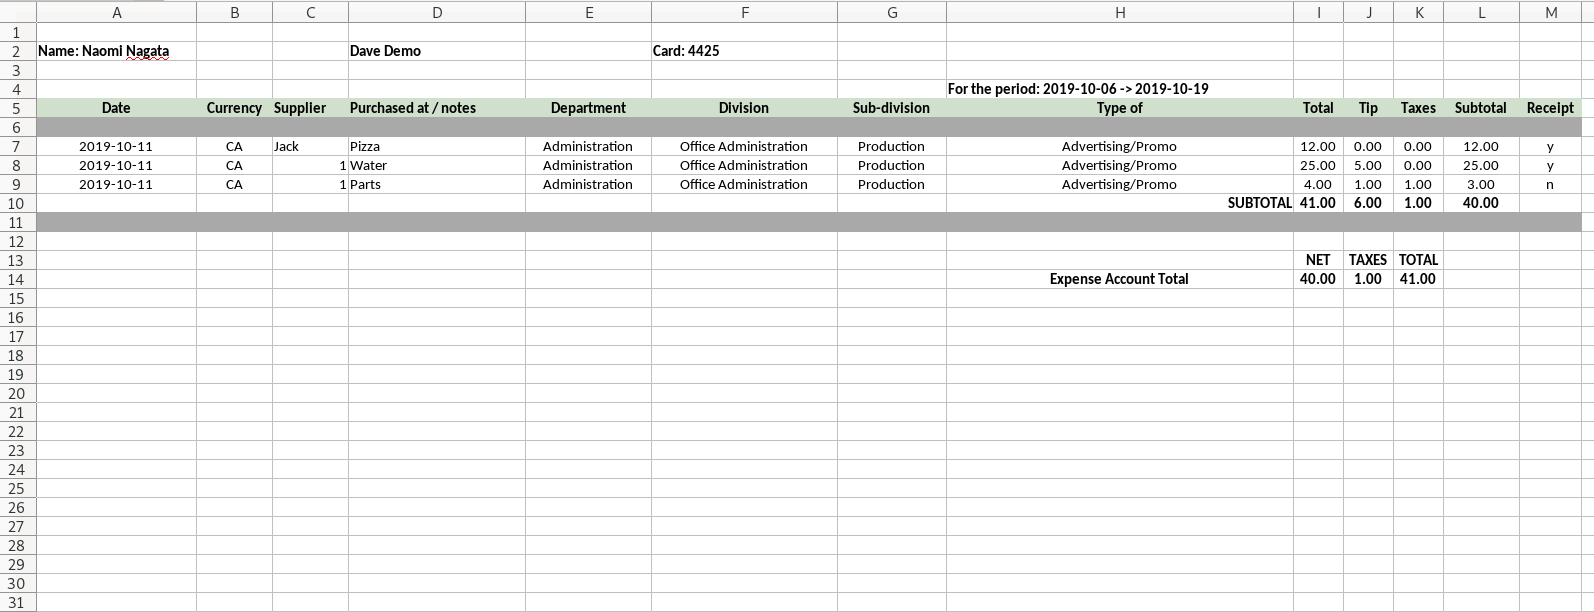 A B C D E F G H I J K L M
1
2 Name: Naomi Nagata Dave Demo Card: 4425
3
4 For the period: 2019-10-06 -> 2019-10-19
5 Date Currency Supplier Purchased at / notes Department Division Sub-division Type of Total Tip Taxes Subtotal Receipt
6
7 2019-10-11 CA Jack Pizza Administration Office Administration Production Advertising/Promo 12.00 0.00 0.00 12.00 y
8 2019-10-11 CA 1 Water Administration Office Administration Production Advertising/Promo 25.00 5.00 0.00 25.00 y
9 2019-10-11 CA 1 Parts Administration Office Administration Production Advertising/Promo 4.00 1.00 1.00 3.00 n
10 SUBTOTAL 41.00 6.00 1.00 40.00
11
12
13 NET TAXES TOTAL
14 Expense Account Total 40.00 1.00 41.00
15
16
17
18
19
20
21
22
23
24
25
26
27
28
29
30
31